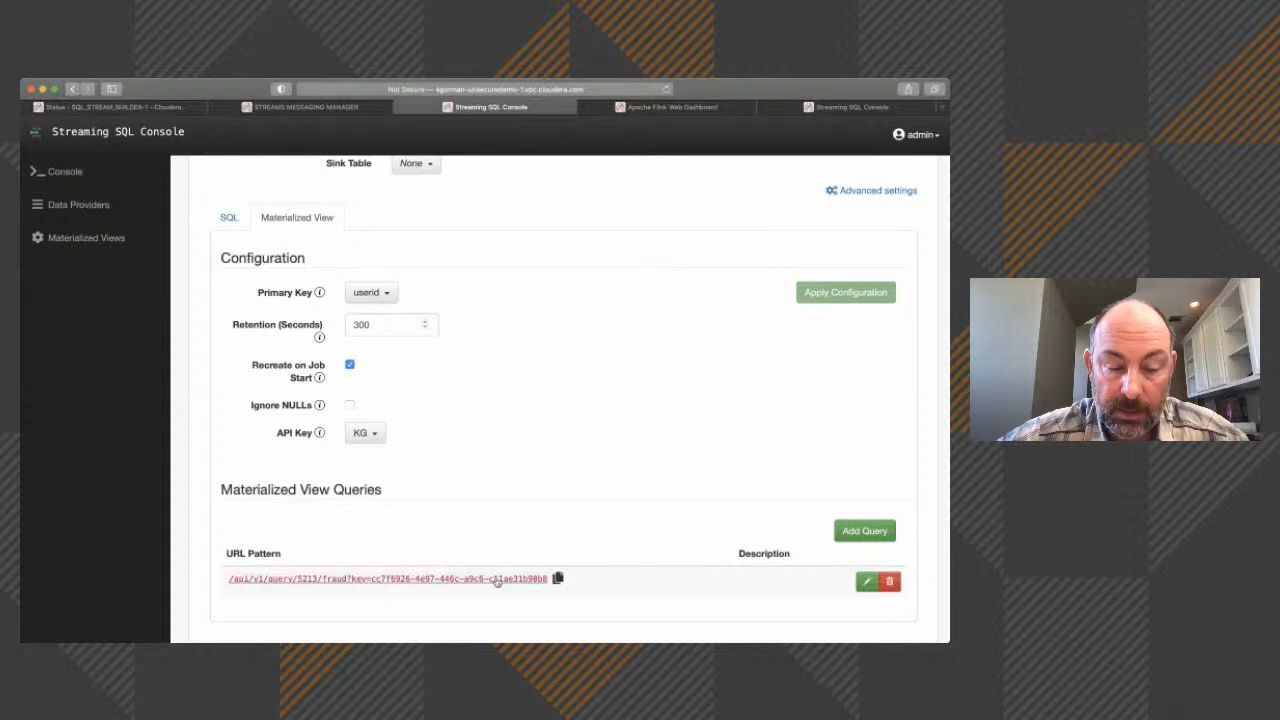 Not Secure — kgorman-unsecuredemo-1.vpc.cloudera.com
Status - SQL_STREAM_BUILDER-1 - Cloudera...
STREAMS MESSAGING MANAGER
Streaming SQL Console
Apache Flink Web Dashboard
Streaming SQL Console
Streaming SQL Console
admin
Console
Data Providers
Materialized Views
Sink Table
None
Advanced settings
SQL
Materialized View
Configuration
Primary Key
userid
Apply Configuration
Retention (Seconds)
300
Recreate on Job
Start
Ignore NULLs
API Key
KG
Materialized View Queries
Add Query
URL Pattern
Description
/api/v1/query/5213/fraud?key=cc7f6926-4e97-446c-a9c6-c51ae31b90b8